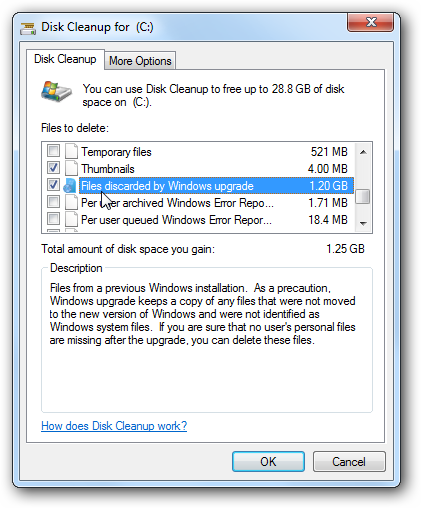 Disk Cleanup for (C:)
Disk Cleanup
More Options
You can use Disk Cleanup to free up to 28.8 GB of disk
space on (C:).
Files to delete:
Temporary files 521 MB
Thumbnails 4.00 MB
Files discarded by Windows upgrade 1.20 GB
Per user archived Windows Error Repo... 1.71 MB
Per user queued Windows Error Repor... 18.4 MB
Total amount of disk space you gain: 1.25 GB
Description
Files from a previous Windows installation. As a precaution,
Windows upgrade keeps a copy of any files that were not moved
to the new version of Windows and were not identified as
Windows system files. If you are sure that no user's personal files
are missing after the upgrade, you can delete these files.
How does Disk Cleanup work?
OK
Cancel